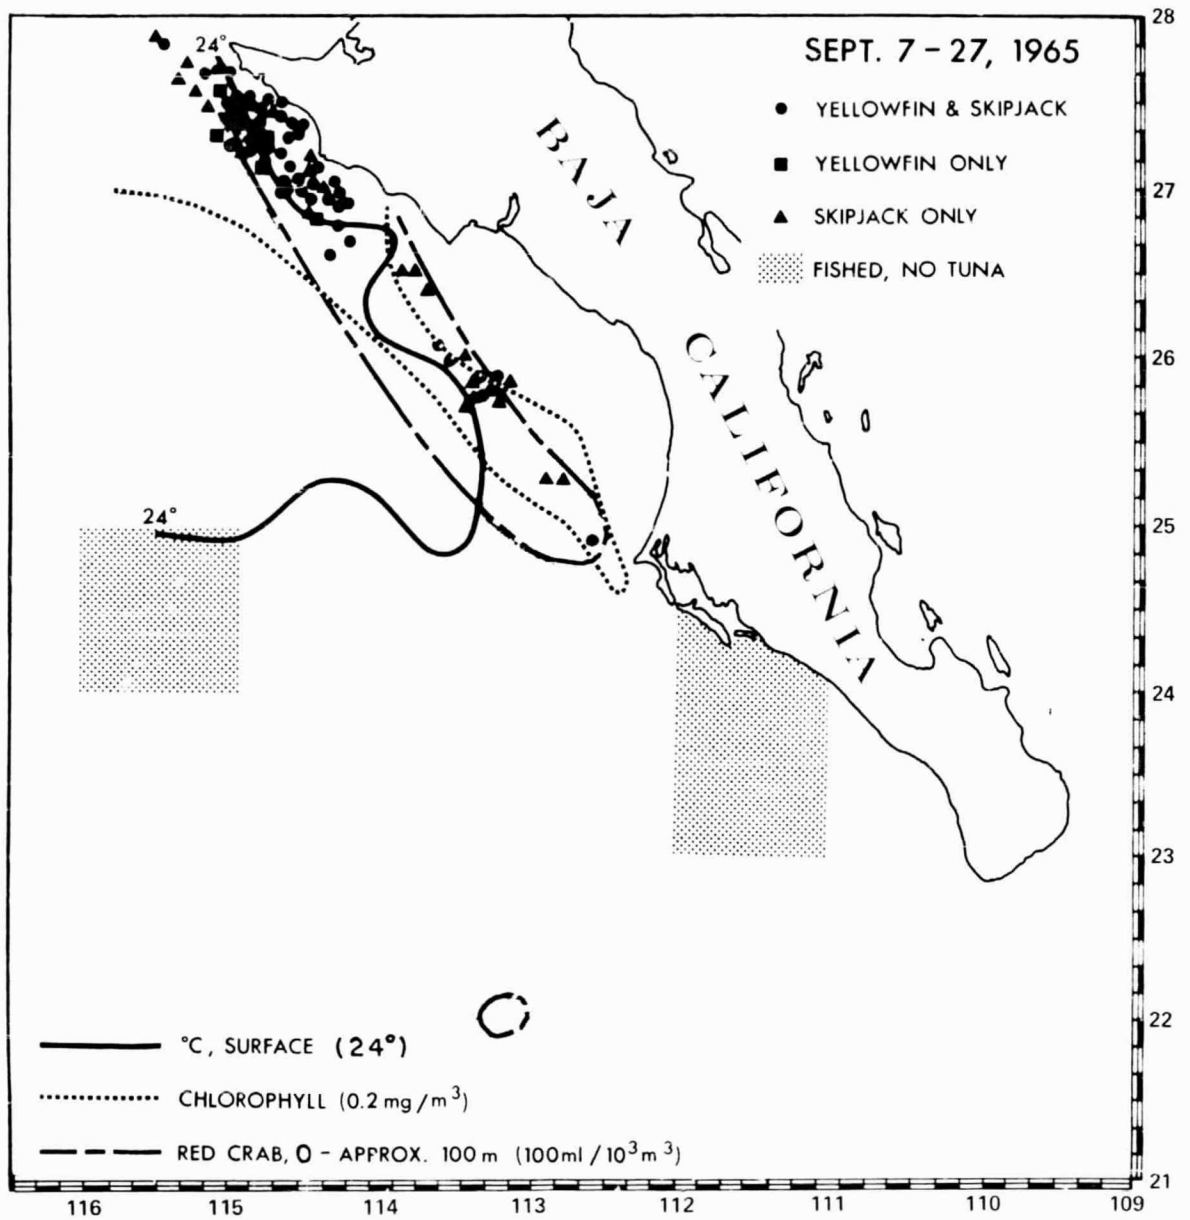 28
SEPT. 7 - 27, 1965
24°
YELLOWFIN & SKIPJACK
YELLOWFIN ONLY
SKIPJACK ONLY
FISHED, NO TUNA
BAJA
CALIFORNIA
27
26
25
24°
24
23
22
°C, SURFACE (24°)
CHLOROPHYLL (0.2 mg/m³)
RED CRAB, O - APPROX. 100 m (100ml/10³m³)
21
116 115 114 113 112 111 110 109